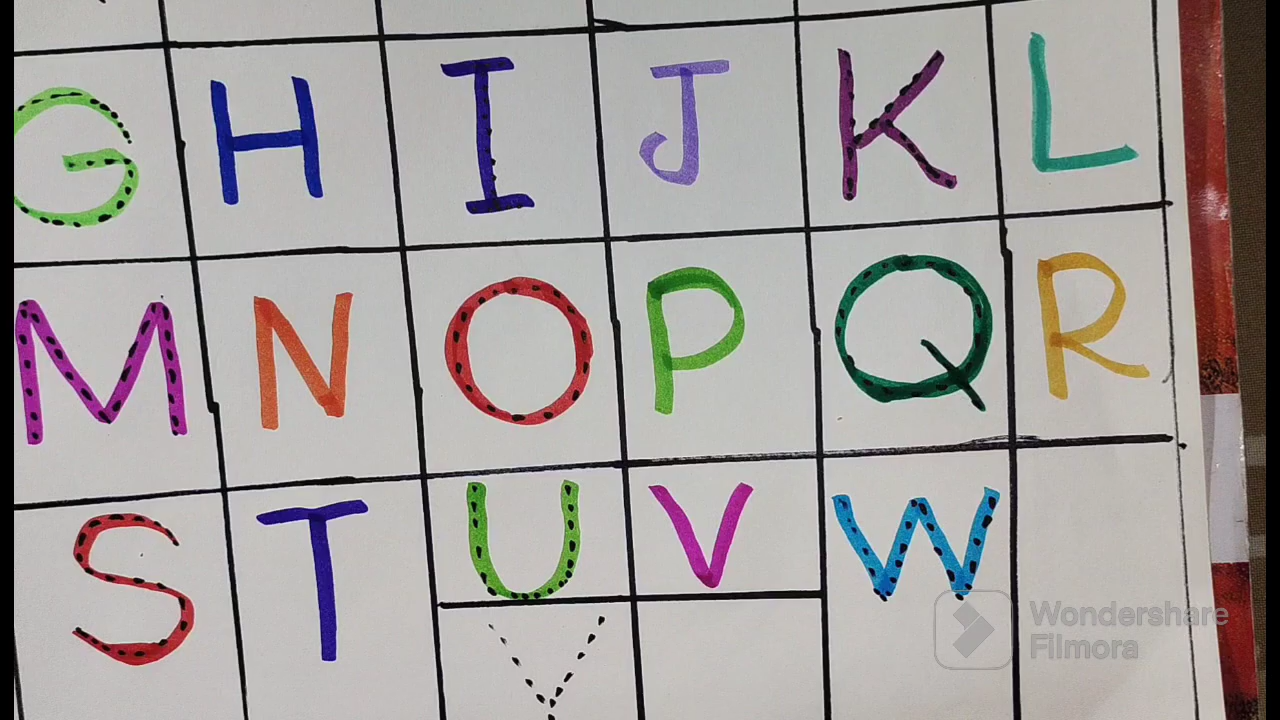 G H I J K L
M N O P Q R
S T U V W
Y
Wondershare
Filmora